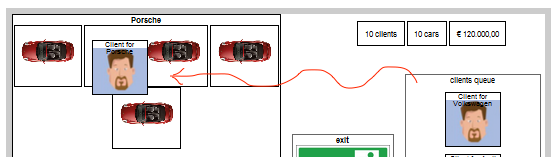 Porsche
Client for
Porsche
10 clients
10 cars
€ 120.000,00
clients queue
Client for
Volkswagen
exit